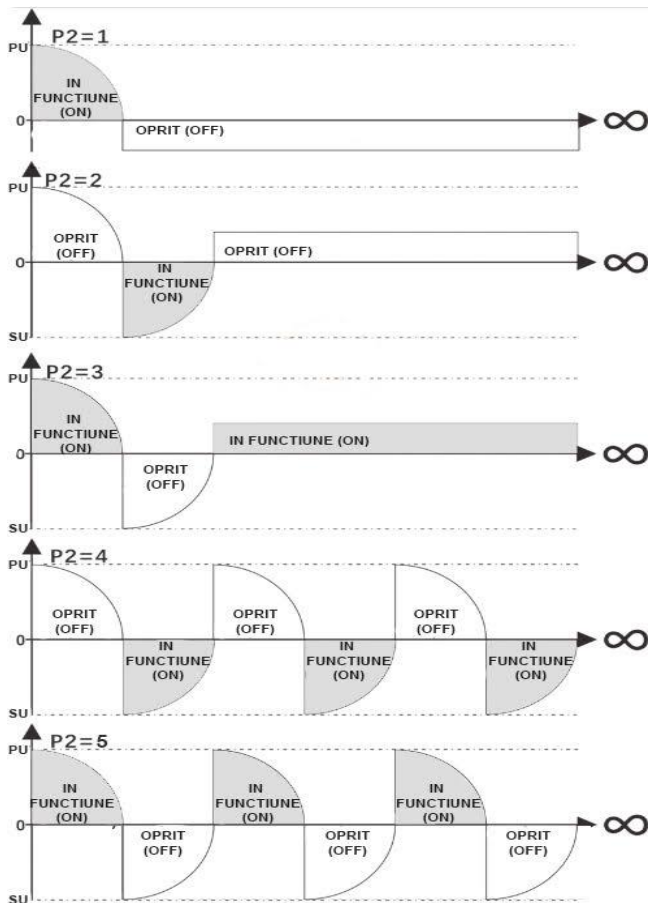 P2=1
PU
IN
FUNCTIUNE
(ON)
0
OPRIT (OFF)
∞
P2=2
PU
OPRIT
(OFF)
OPRIT (OFF)
0
∞
IN
FUNCTIUNE
(ON)
SU
P2=3
PU
IN
FUNCTIUNE
(ON)
IN FUNCTIUNE (ON)
0
∞
OPRIT
(OFF)
SU
P2=4
PU
OPRIT
(OFF)
OPRIT
(OFF)
OPRIT
(OFF)
0
∞
IN
FUNCTIUNE
(ON)
IN
FUNCTIUNE
(ON)
IN
FUNCTIUNE
(ON)
SU
P2=5
PU
IN
FUNCTIUNE
(ON)
IN
FUNCTIUNE
(ON)
IN
FUNCTIUNE
(ON)
0
∞
OPRIT
(OFF)
OPRIT
(OFF)
OPRIT
(OFF)
SU